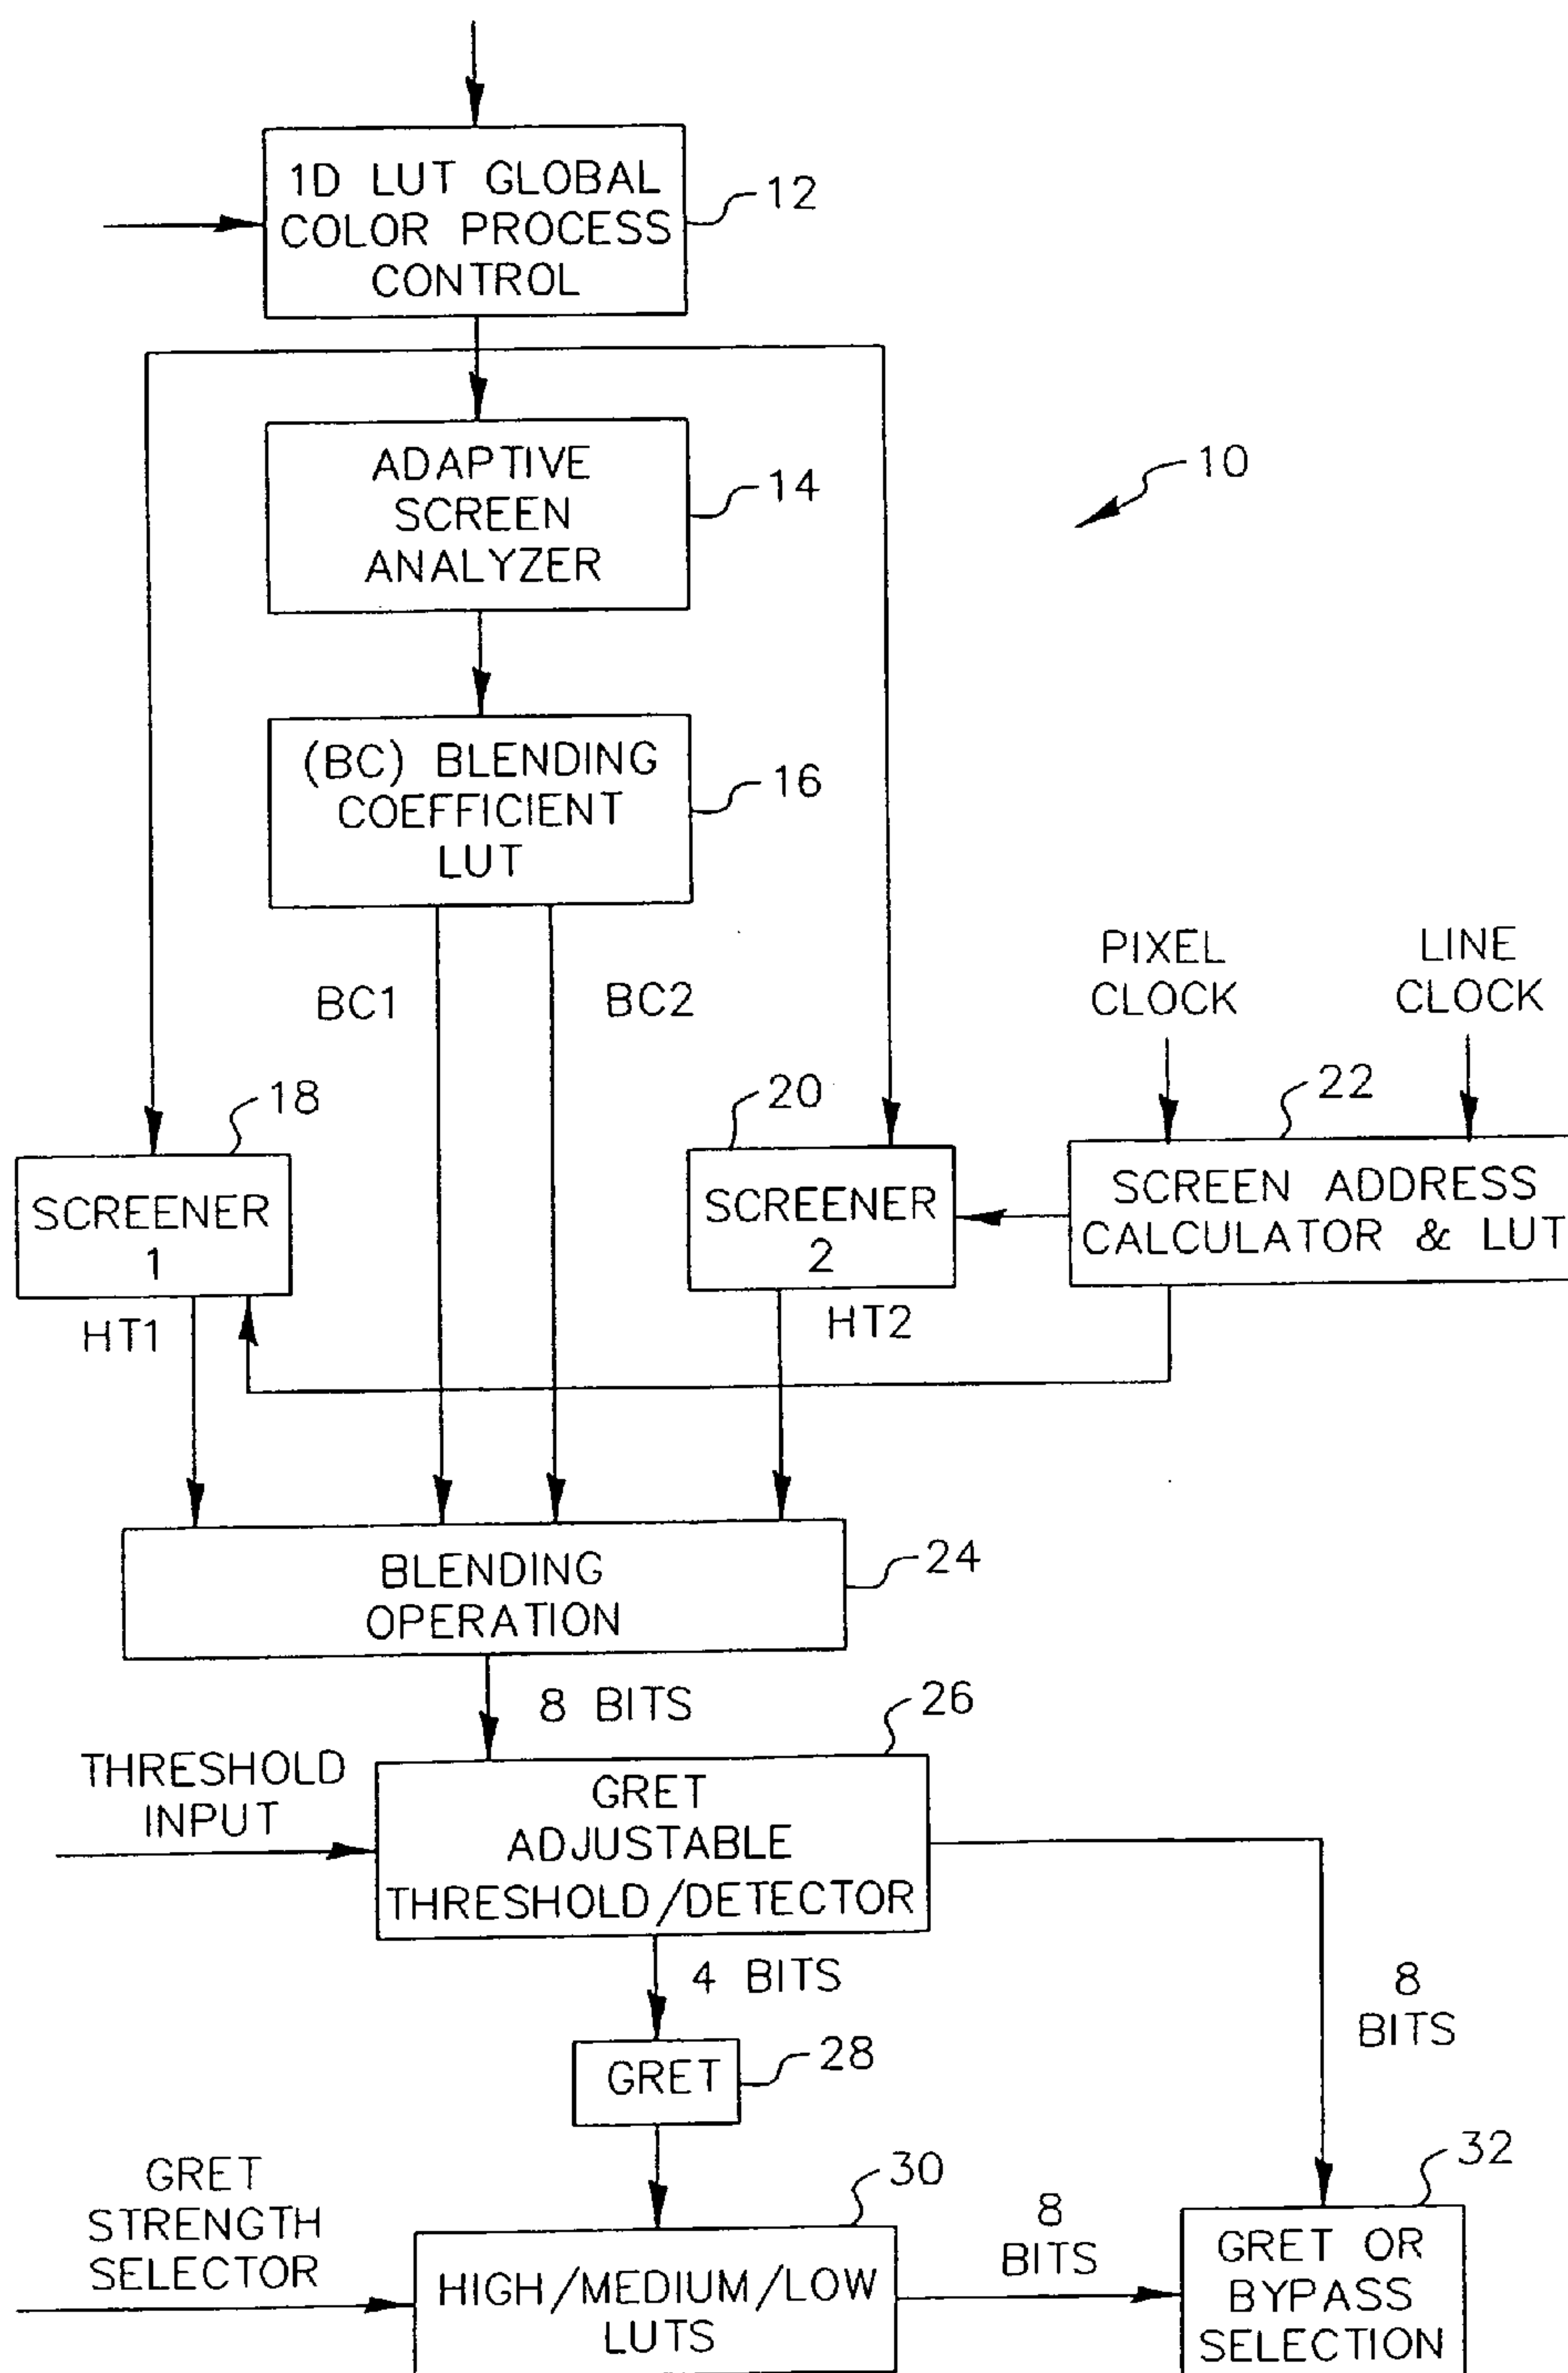 1D LUT GLOBAL
COLOR PROCESS
CONTROL
12
ADAPTIVE
SCREEN
ANALYZER
14
10
(BC) BLENDING
COEFFICIENT
LUT
16
PIXEL
CLOCK
LINE
CLOCK
BC1
BC2
18
20
22
SCREENER
1
SCREENER
2
SCREEN ADDRESS
CALCULATOR & LUT
HT1
HT2
BLENDING
OPERATION
24
8 BITS
26
THRESHOLD
INPUT
GRET
ADJUSTABLE
THRESHOLD/DETECTOR
4 BITS
8
BITS
GRET
28
GRET
STRENGTH
SELECTOR
30
HIGH/MEDIUM/LOW
LUTS
8
BITS
32
GRET OR
BYPASS
SELECTION